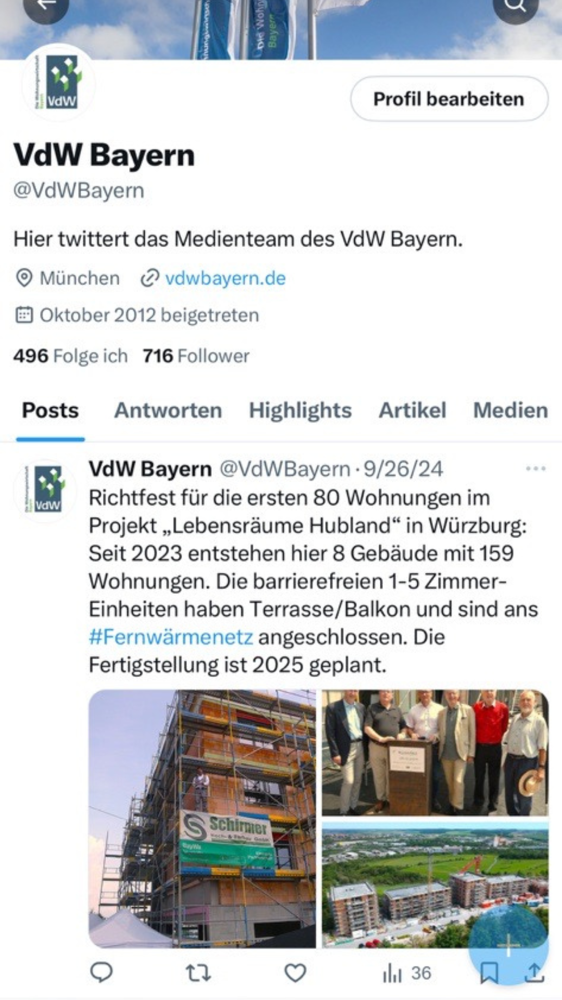 Die Wohn
Bayern
VdW
Profil bearbeiten
VdW Bayern
@VdWBayern
Hier twittert das Medienteam des VdW Bayern.
München vdwbayern.de
Oktober 2012 beigetreten
496 Folge ich 716 Follower
Posts Antworten Highlights Artikel Medien
VdW
VdW Bayern @VdWBayern · 9/26/24
Richtfest für die ersten 80 Wohnungen im
Projekt „Lebensräume Hubland“ in Würzburg:
Seit 2023 entstehen hier 8 Gebäude mit 159
Wohnungen. Die barrierefreien 1-5 Zimmer-
Einheiten haben Terrasse/Balkon und sind ans
#Fernwärmenetz angeschlossen. Die
Fertigstellung ist 2025 geplant.
Schirmer
BayWa
36